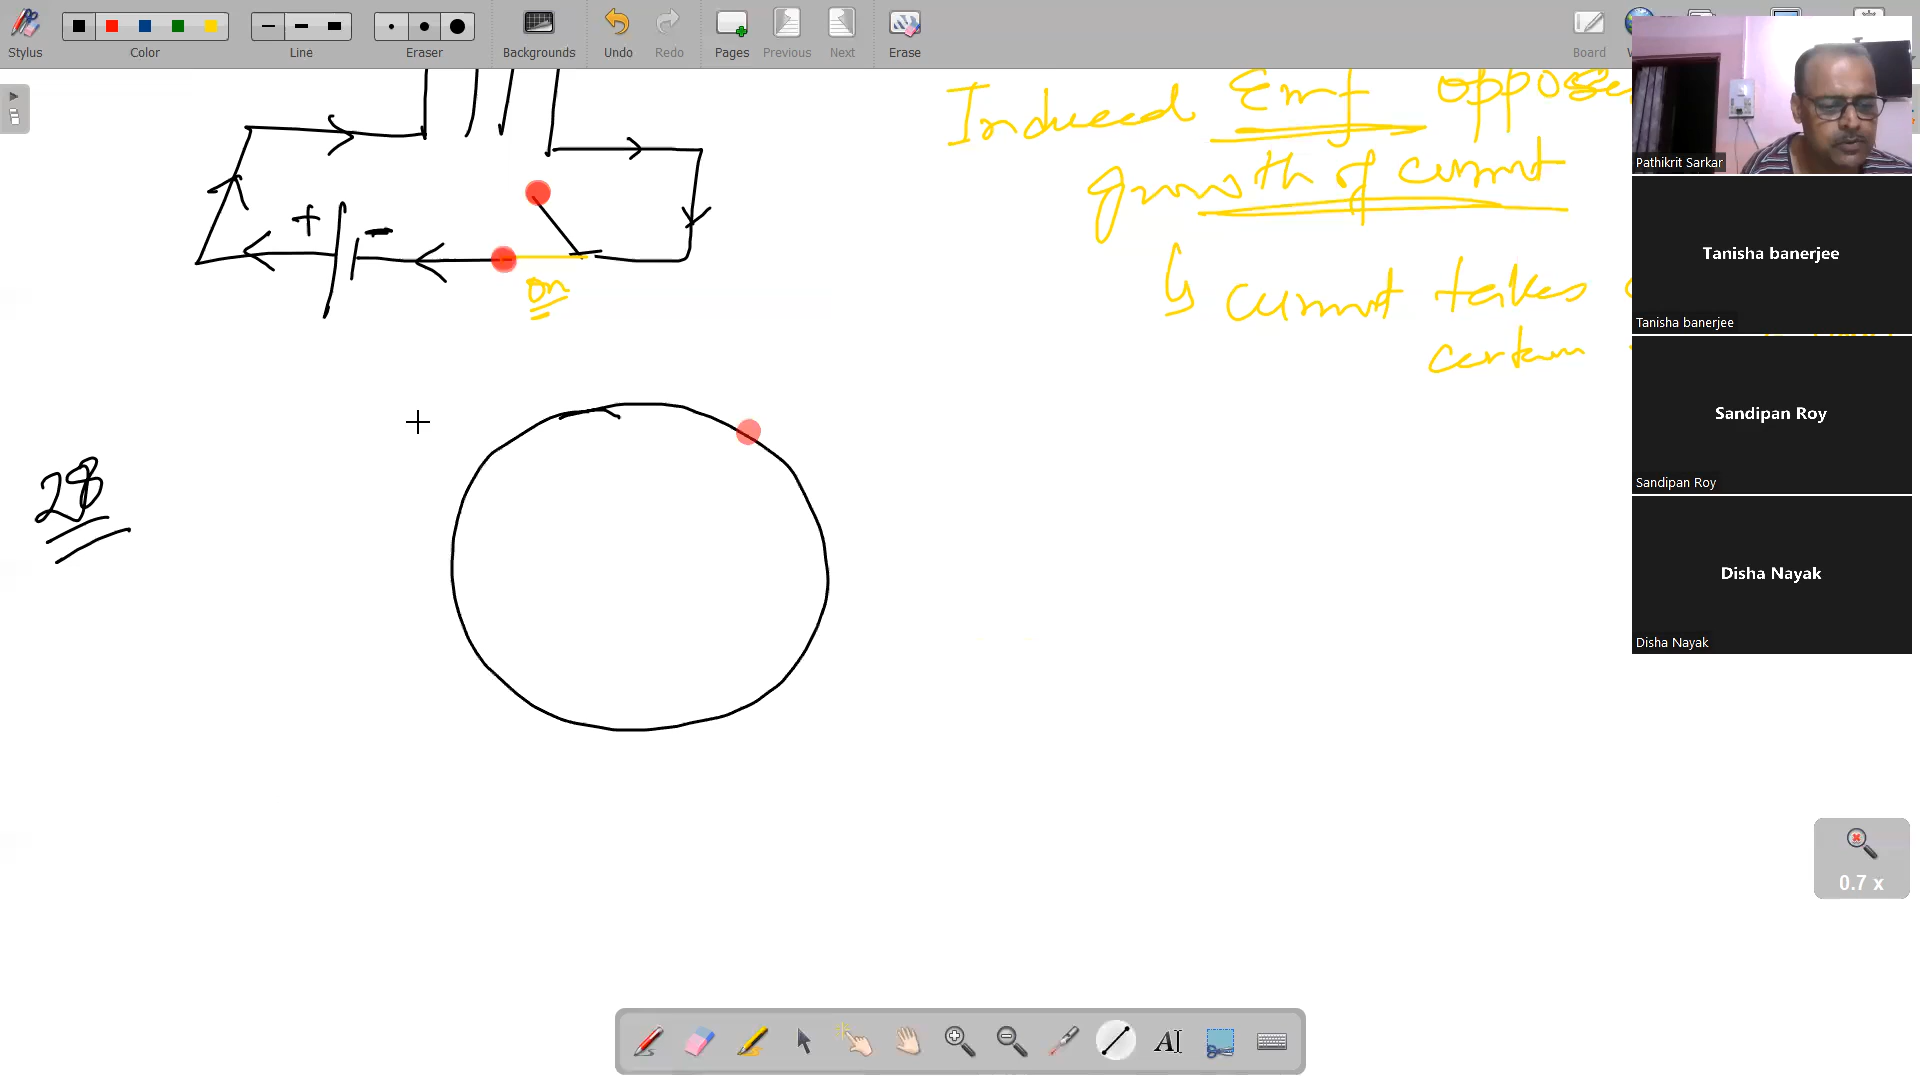 Stylus
Color
Line
Eraser
Backgrounds
Undo
Redo
Pages
Previous
Next
Erase
Board
Induced Emf oppose
growth of current
↳ current takes
certain
+ -
on
28
Pathikrit Sarkar
Tanisha banerjee
Tanisha banerjee
Sandipan Roy
Sandipan Roy
Disha Nayak
Disha Nayak
0.7 x
AI